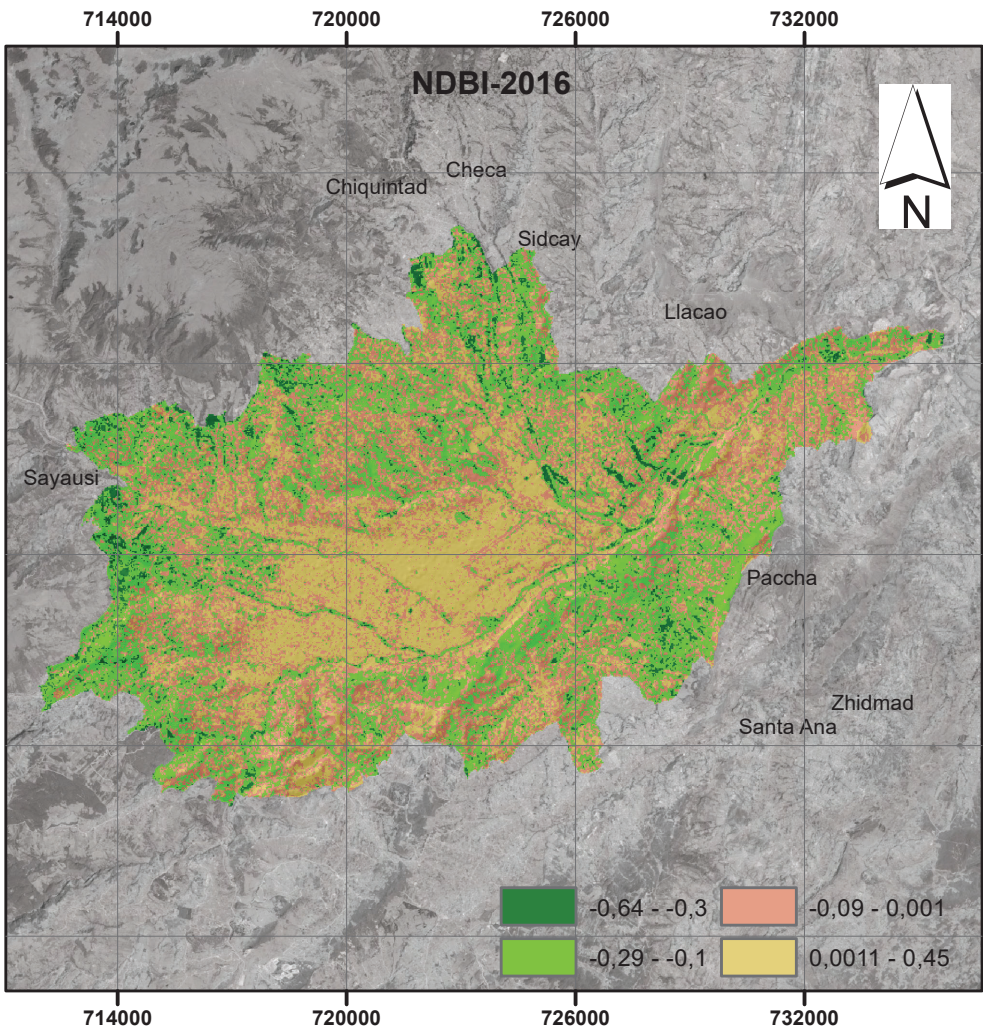 714000 720000 726000 732000
NDBI-2016
N
Checa
Chiquintad
Sidcay
Llacao
Sayausi
Paccha
Zhidmad
Santa Ana
-0,64 - -0,3 -0,09 - 0,001
-0,29 - -0,1 0,0011 - 0,45
714000 720000 726000 732000